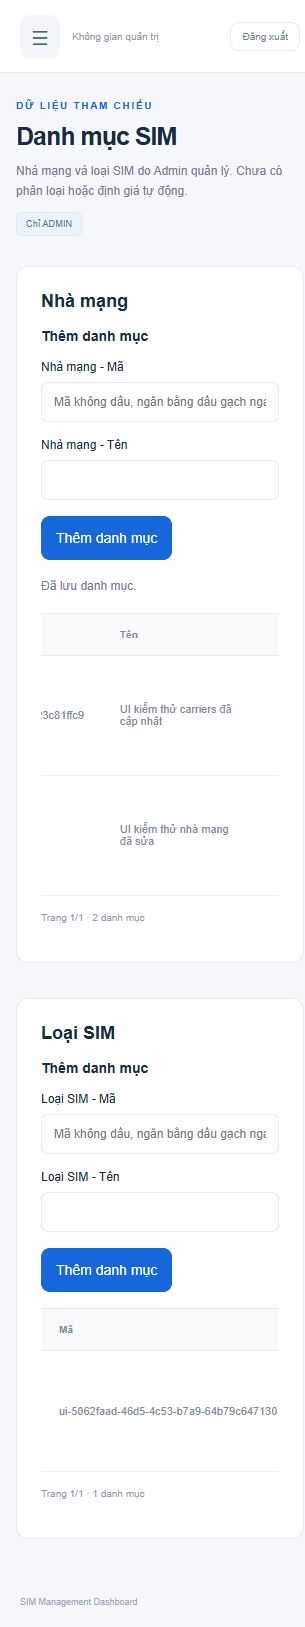 ☰
Không gian quản trị
Đăng xuất
DỮ LIỆU THAM CHIẾU
Danh mục SIM
Nhà mạng và loại SIM do Admin quản lý. Chưa có
phân loại hoặc định giá tự động.
Chỉ ADMIN
Nhà mạng
Thêm danh mục
Nhà mạng - Mã
Mã không dấu, ngăn bằng dấu gạch nga
Nhà mạng - Tên
Thêm danh mục
Đã lưu danh mục.
Tên
23c81ffc9
UI kiểm thử carriers đã
cập nhật
UI kiểm thử nhà mạng
đã sửa
Trang 1/1 · 2 danh mục
Loại SIM
Thêm danh mục
Loại SIM - Mã
Mã không dấu, ngăn bằng dấu gạch nga
Loại SIM - Tên
Thêm danh mục
Mã
ui-5062faad-46d5-4c53-b7a9-64b79c647130
Trang 1/1 · 1 danh mục
SIM Management Dashboard